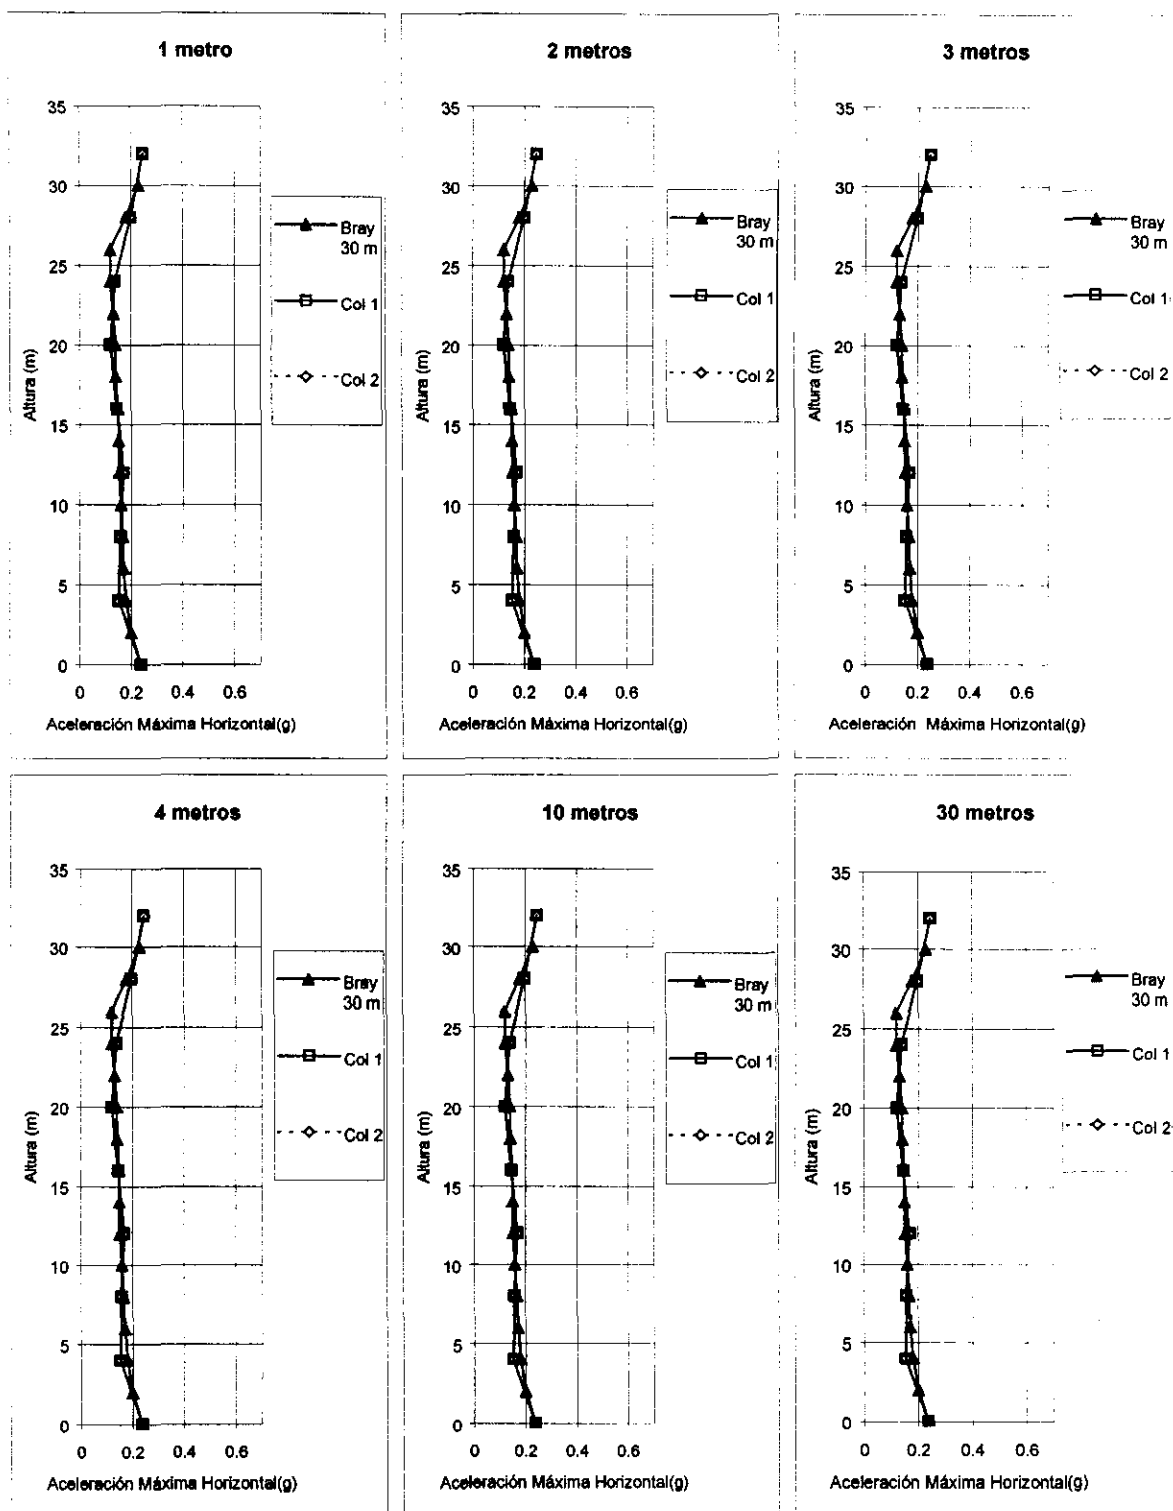 1 metro
35
30
25
20
15
10
5
0
Altura (m)
0 0.2 0.4 0.6
Aceleración Máxima Horizontal(g)
Bray
30 m
Col 1
Col 2
2 metros
35
30
25
20
15
10
5
0
Altura (m)
0 0.2 0.4 0.6
Aceleración Máxima Horizontal(g)
Bray
30 m
Col 1
Col 2
3 metros
35
30
25
20
15
10
5
0
Altura (m)
0 0.2 0.4 0.6
Aceleración Máxima Horizontal(g)
Bray
30 m
Col 1
Col 2
4 metros
35
30
25
20
15
10
5
0
Altura (m)
0 0.2 0.4 0.6
Aceleración Máxima Horizontal(g)
Bray
30 m
Col 1
Col 2
10 metros
35
30
25
20
15
10
5
0
Altura (m)
0 0.2 0.4 0.6
Aceleración Máxima Horizontal(g)
Bray
30 m
Col 1
Col 2
30 metros
35
30
25
20
15
10
5
0
Altura (m)
0 0.2 0.4 0.6
Aceleración Máxima Horizontal(g)
Bray
30 m
Col 1
Col 2